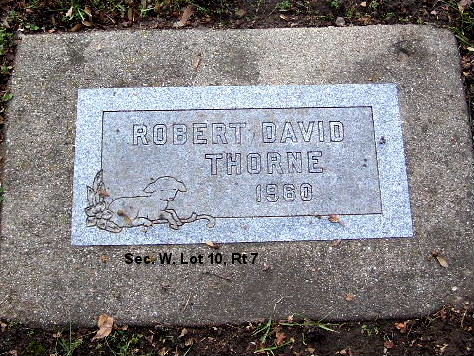 ROBERT DAVID
THORNE
1960
Sec. W. Lot 10, Rt 7